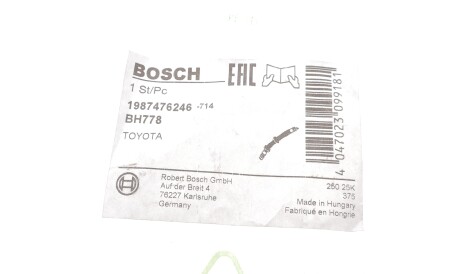 BOSCH EAC
1 St/Pc
1987476246 -714
BH778
TOYOTA
4 047023 099181
Robert Bosch GmbH
Auf der Breit 4
76227 Karlsruhe
Germany
250 25K
375
Made in Hungary
Fabriqué en Hongrie